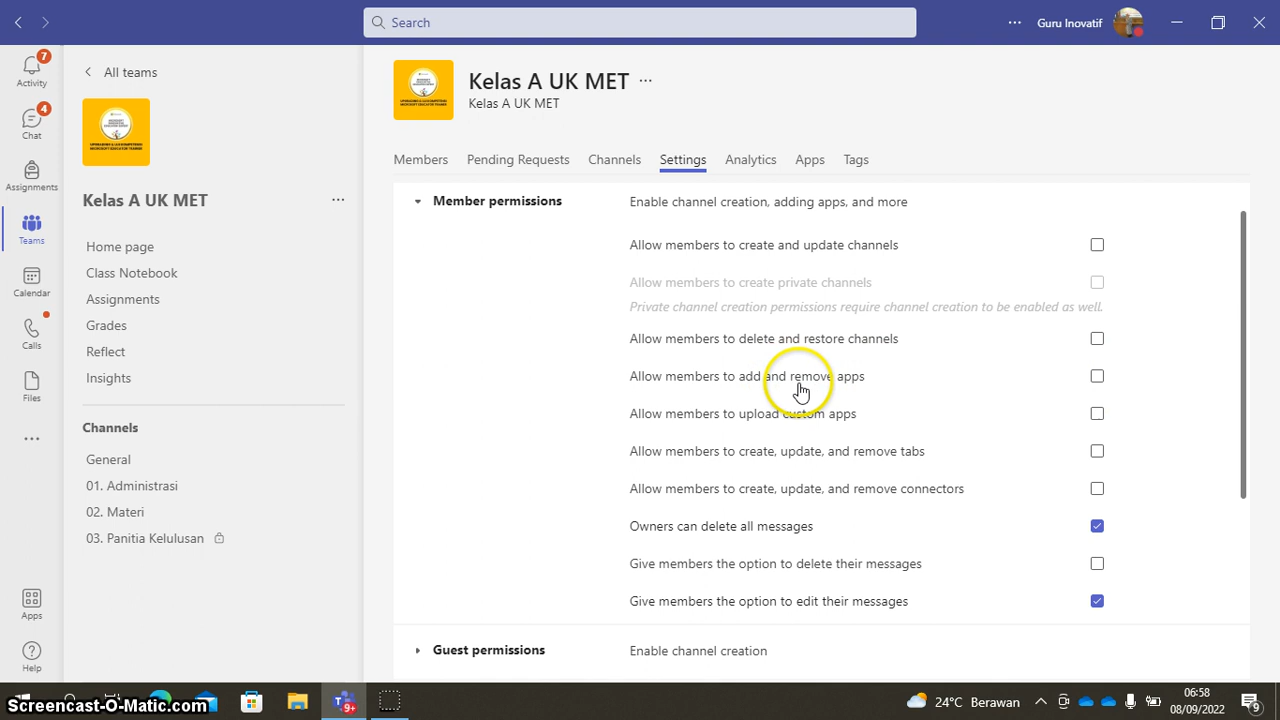 Search
Guru Inovatif
7
Activity
4
Chat
Assignments
Teams
Calendar
Calls
Files
Apps
Help
All teams
Kelas A UK MET
Home page
Class Notebook
Assignments
Grades
Reflect
Insights
Channels
General
01. Administrasi
02. Materi
03. Panitia Kelulusan
Kelas A UK MET
Kelas A UK MET
Members Pending Requests Channels Settings Analytics Apps Tags
Member permissions Enable channel creation, adding apps, and more
Allow members to create and update channels
Allow members to create private channels
Private channel creation permissions require channel creation to be enabled as well.
Allow members to delete and restore channels
Allow members to add and remove apps
Allow members to upload custom apps
Allow members to create, update, and remove tabs
Allow members to create, update, and remove connectors
Owners can delete all messages
Give members the option to delete their messages
Give members the option to edit their messages
Guest permissions Enable channel creation
Screencast-O-Matic.com
9+
24°C Berawan
06:58
08/09/2022
9